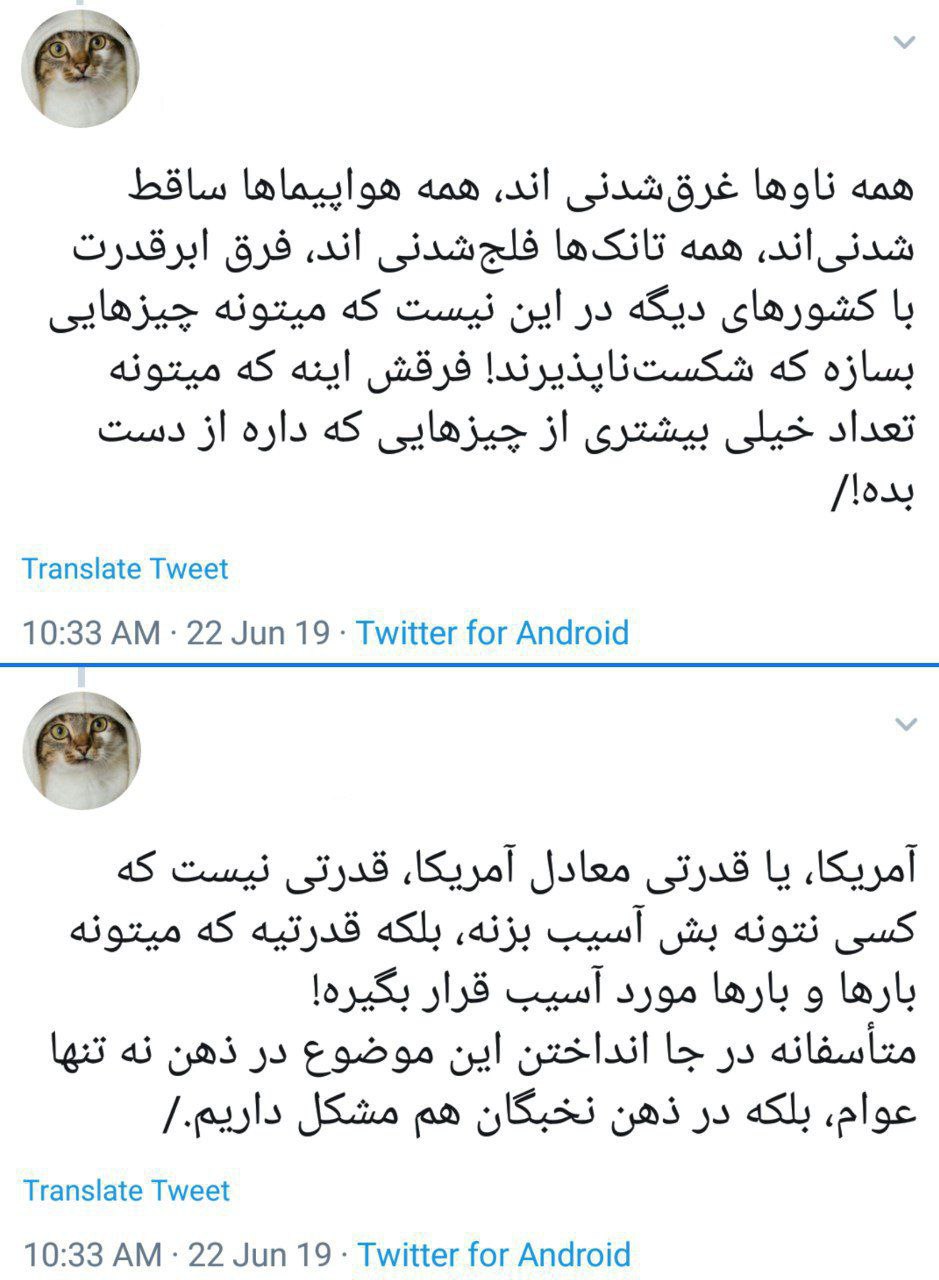 همه ناوها غرق‌شدنی اند، همه هواپیماها ساقط
شدنی‌اند، همه تانک‌ها فلج‌شدنی اند، فرق ابرقدرت
با کشورهای دیگه در این نیست که میتونه چیزهایی
بسازه که شکست‌ناپذیرند! فرقش اینه که میتونه
تعداد خیلی بیشتری از چیزهایی که داره از دست
بده!/
Translate Tweet
10:33 AM · 22 Jun 19 · Twitter for Android
آمریکا، یا قدرتی معادل آمریکا، قدرتی نیست که
کسی نتونه بش آسیب بزنه، بلکه قدرتیه که میتونه
بارها و بارها مورد آسیب قرار بگیره!
متأسفانه در جا انداختن این موضوع در ذهن نه تنها
عوام، بلکه در ذهن نخبگان هم مشکل داریم./
Translate Tweet
10:33 AM · 22 Jun 19 · Twitter for Android